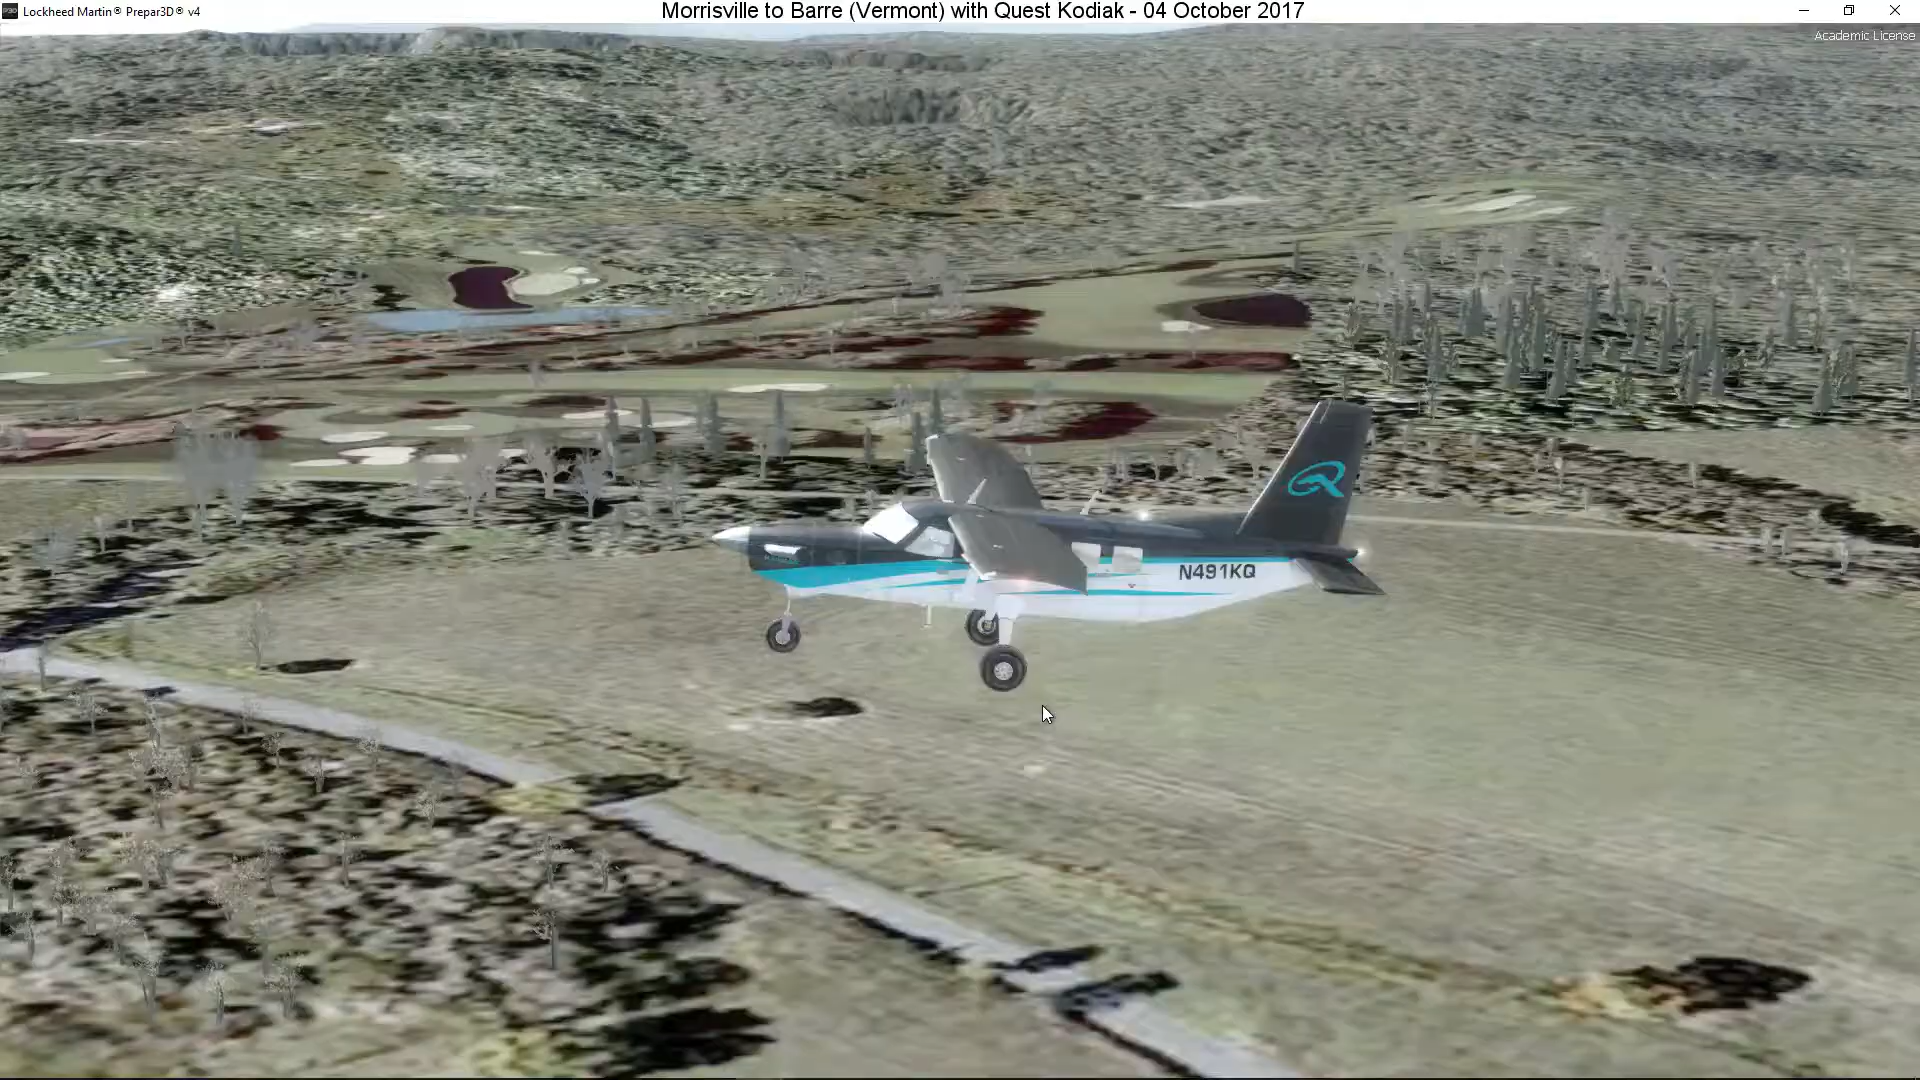 Lockheed Martin® Prepar3D® v4
Morrisville to Barre (Vermont) with Quest Kodiak - 04 October 2017
Academic License
N491KQ